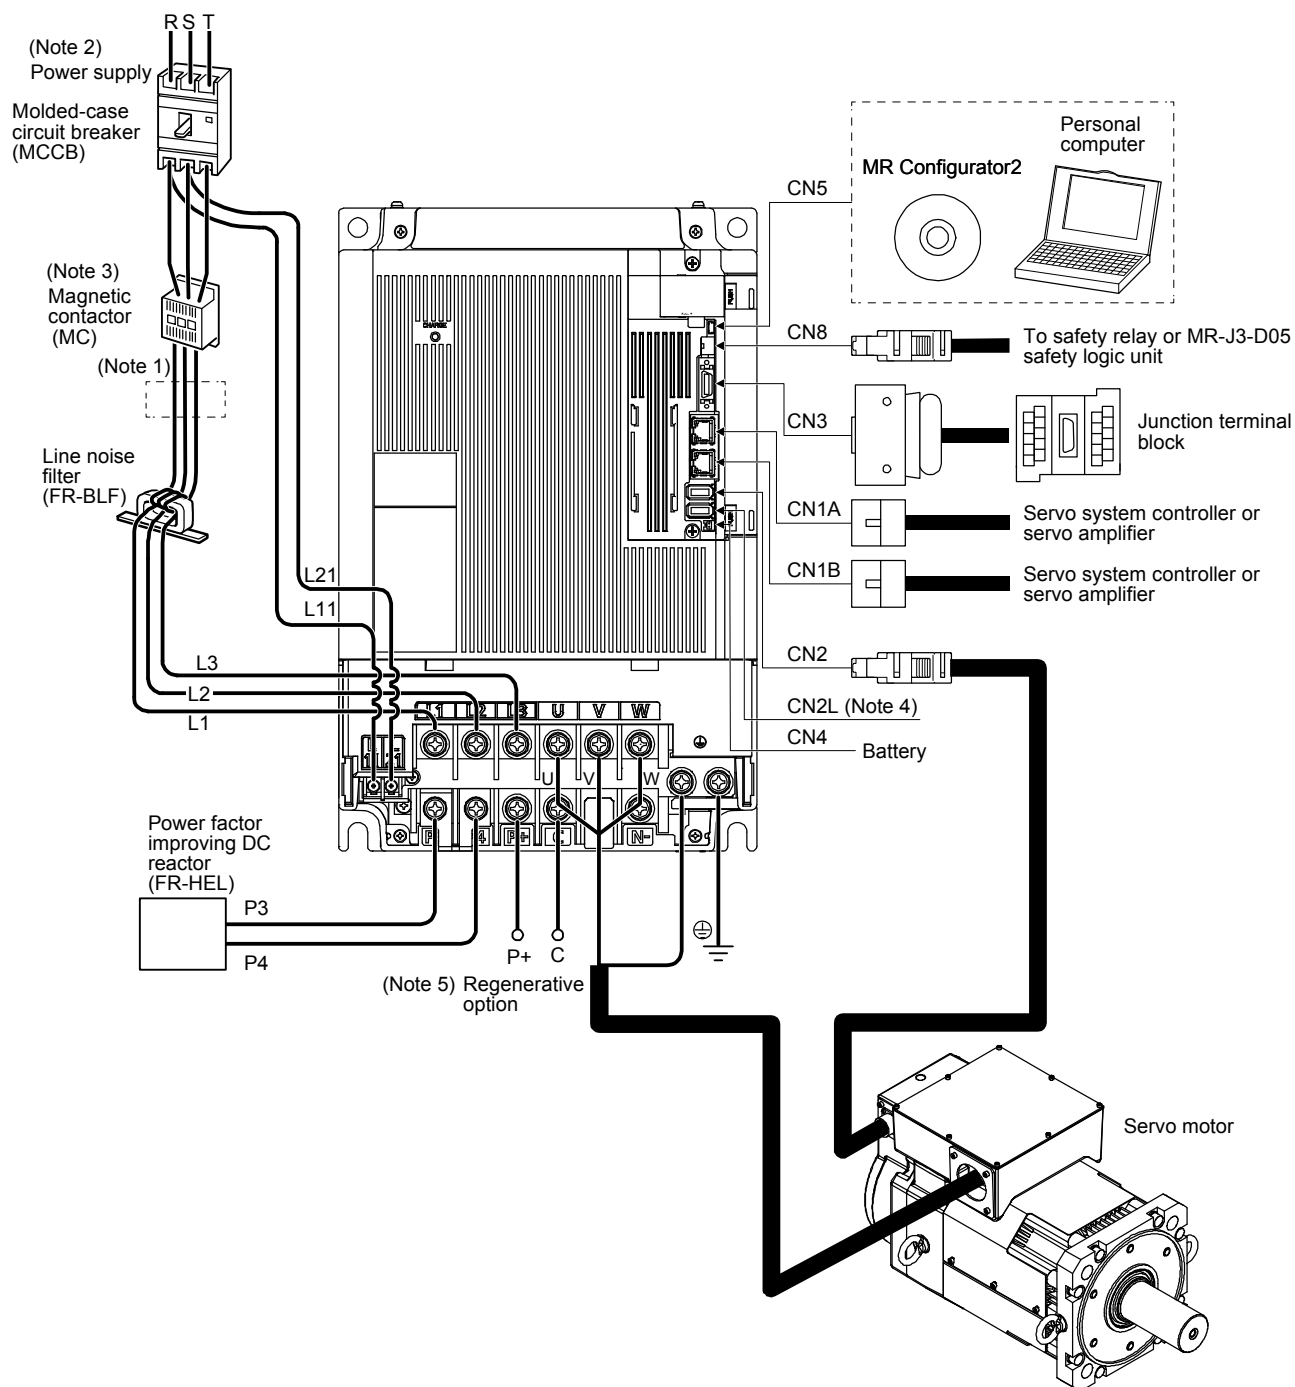 R S T
(Note 2)
Power supply
Molded-case
circuit breaker
(MCCB)
Personal
computer
MR Configurator2
CN5
(Note 3)
Magnetic
contactor
(MC)
(Note 1)
CHARGE
CN8
To safety relay or MR-J3-D05
safety logic unit
CN3
Junction terminal
block
Line noise
filter
(FR-BLF)
CN1A
Servo system controller or
servo amplifier
CN1B
Servo system controller or
servo amplifier
L21
L11
L3
L2
L1
CN2
CN2L (Note 4)
CN4
Battery
L1 L2 L3 U V W
U V W
P3 P4 P+ C N-
Power factor
improving DC
reactor
(FR-HEL)
P3
P4
P+ C
(Note 5) Regenerative
option
Servo motor